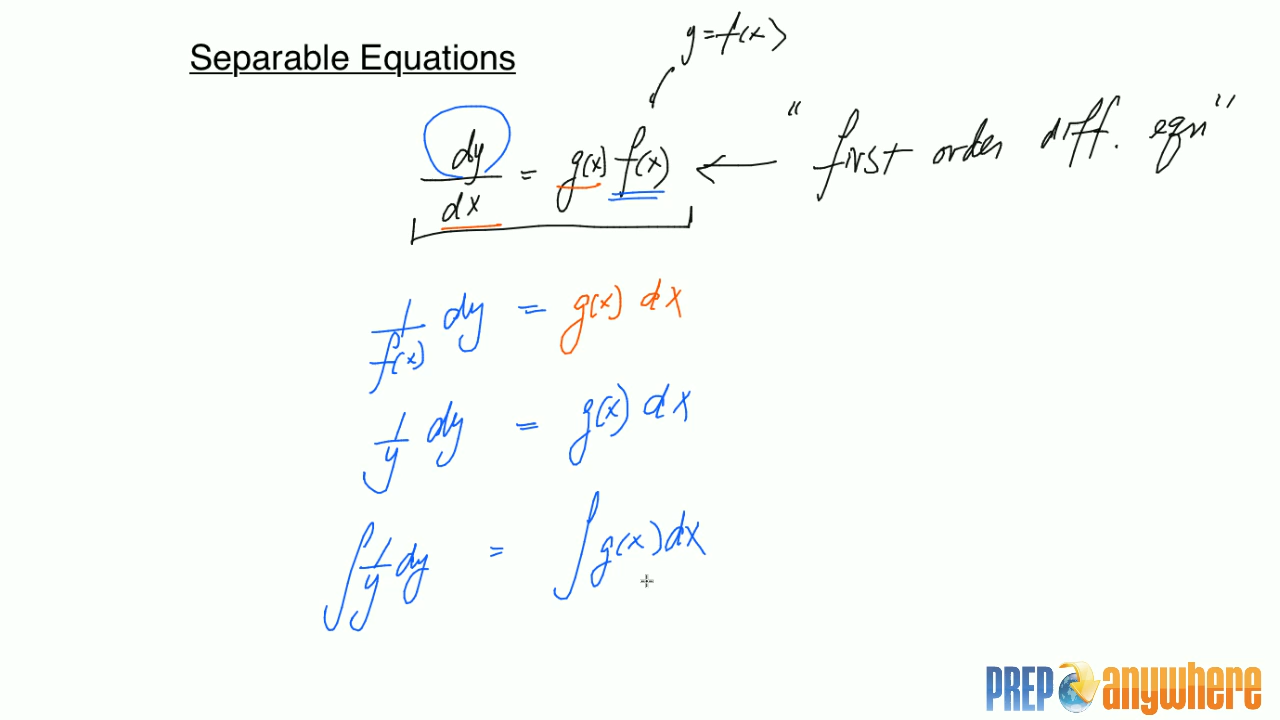 Separable Equations
y=f(x)
dy/dx = g(x) f(x) ← "first order diff. eqn"
1/f(x) dy = g(x) dx
1/y dy = g(x) dx
∫ 1/y dy = ∫ g(x) dx
PREP anywhere